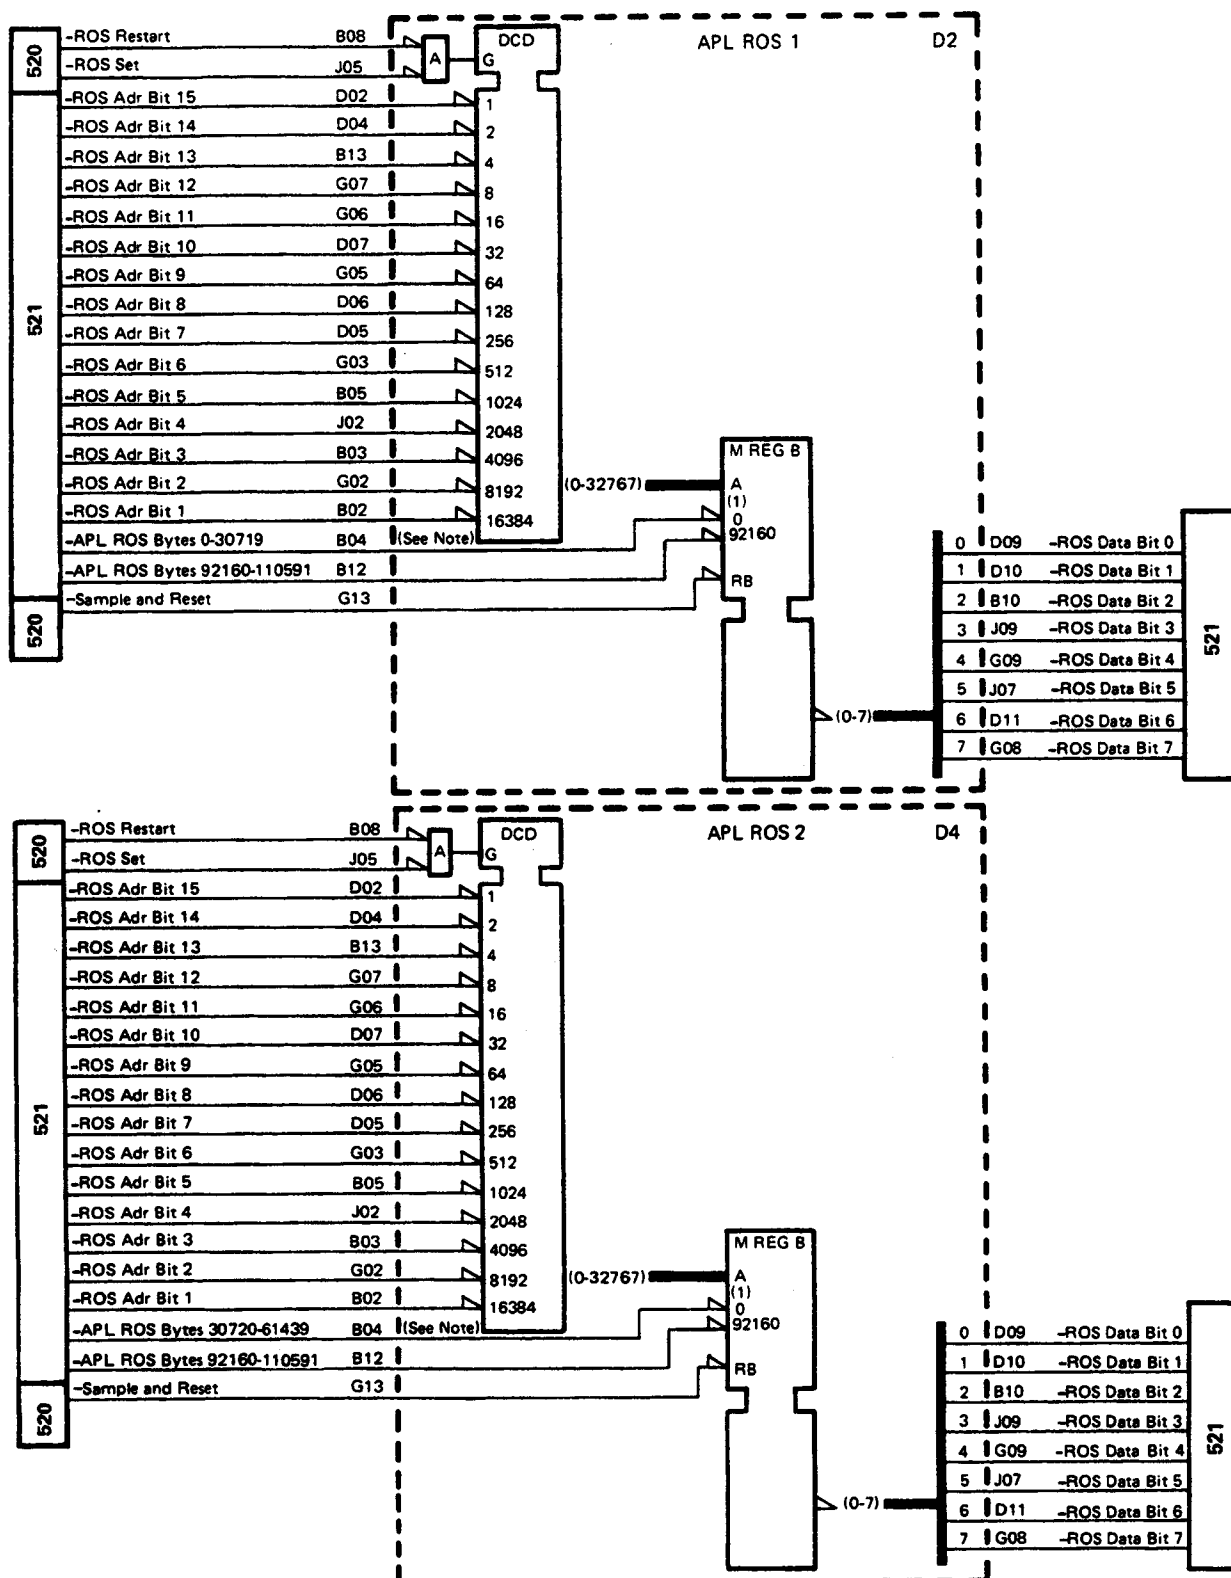 520
-ROS Restart B08
-ROS Set J05
A
DCD
G
APL ROS 1 D2
521
-ROS Adr Bit 15 D02 1
-ROS Adr Bit 14 D04 2
-ROS Adr Bit 13 B13 4
-ROS Adr Bit 12 G07 8
-ROS Adr Bit 11 G06 16
-ROS Adr Bit 10 D07 32
-ROS Adr Bit 9 G05 64
-ROS Adr Bit 8 D06 128
-ROS Adr Bit 7 D05 256
-ROS Adr Bit 6 G03 512
-ROS Adr Bit 5 B05 1024
-ROS Adr Bit 4 J02 2048
-ROS Adr Bit 3 B03 4096
-ROS Adr Bit 2 G02 8192
-ROS Adr Bit 1 B02 16384
-APL ROS Bytes 0-30719 B04 (See Note)
-APL ROS Bytes 92160-110591 B12
520
-Sample and Reset G13
M REG B
(0-32767) A
(1)
0
92160
RB
(0-7)
0 D09 -ROS Data Bit 0
1 D10 -ROS Data Bit 1
2 B10 -ROS Data Bit 2
3 J09 -ROS Data Bit 3
4 G09 -ROS Data Bit 4
5 J07 -ROS Data Bit 5
6 D11 -ROS Data Bit 6
7 G08 -ROS Data Bit 7
521
520
-ROS Restart B08
-ROS Set J05
A
DCD
G
APL ROS 2 D4
521
-ROS Adr Bit 15 D02 1
-ROS Adr Bit 14 D04 2
-ROS Adr Bit 13 B13 4
-ROS Adr Bit 12 G07 8
-ROS Adr Bit 11 G06 16
-ROS Adr Bit 10 D07 32
-ROS Adr Bit 9 G05 64
-ROS Adr Bit 8 D06 128
-ROS Adr Bit 7 D05 256
-ROS Adr Bit 6 G03 512
-ROS Adr Bit 5 B05 1024
-ROS Adr Bit 4 J02 2048
-ROS Adr Bit 3 B03 4096
-ROS Adr Bit 2 G02 8192
-ROS Adr Bit 1 B02 16384
-APL ROS Bytes 30720-61439 B04 (See Note)
-APL ROS Bytes 92160-110591 B12
520
-Sample and Reset G13
M REG B
(0-32767) A
(1)
0
92160
RB
(0-7)
0 D09 -ROS Data Bit 0
1 D10 -ROS Data Bit 1
2 B10 -ROS Data Bit 2
3 J09 -ROS Data Bit 3
4 G09 -ROS Data Bit 4
5 J07 -ROS Data Bit 5
6 D11 -ROS Data Bit 6
7 G08 -ROS Data Bit 7
521